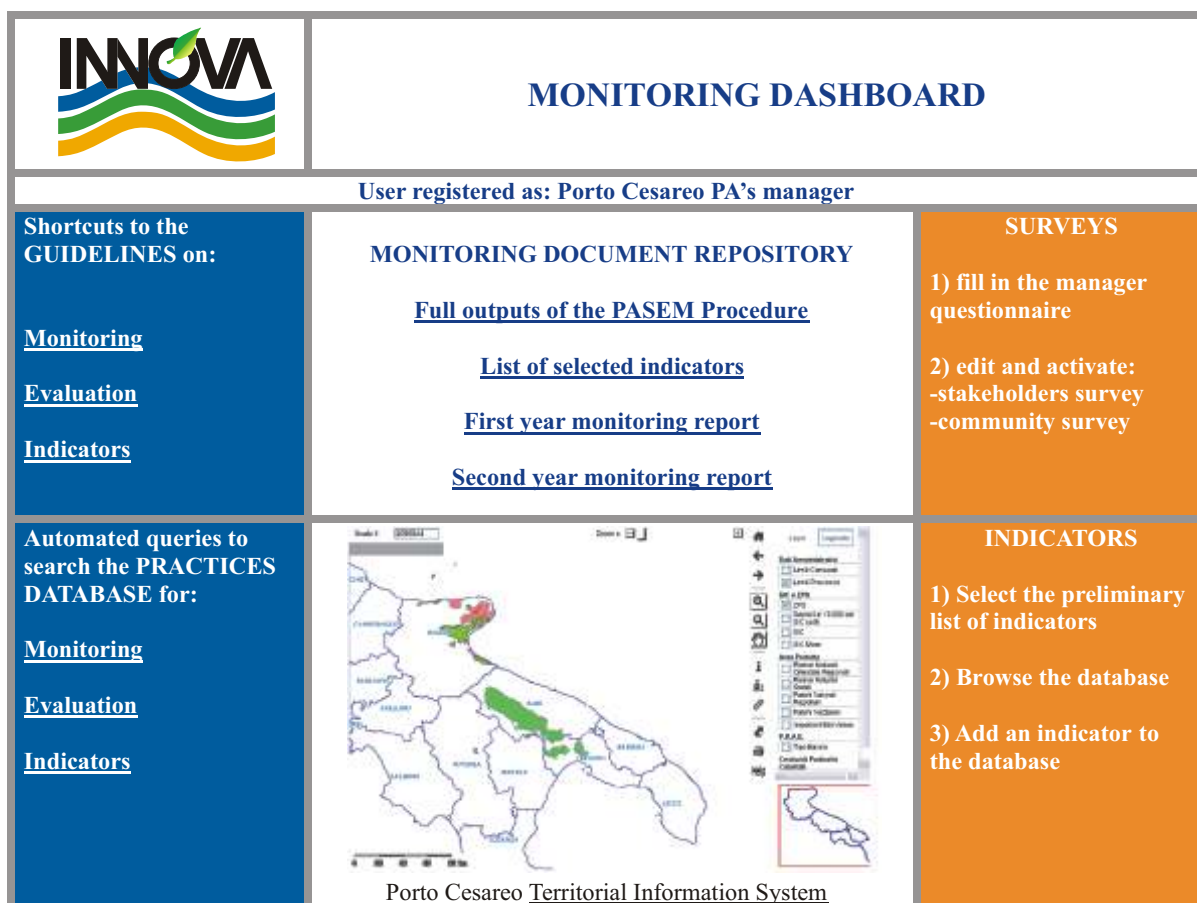 INNOVA
MONITORING DASHBOARD
User registered as: Porto Cesareo PA's manager
Shortcuts to the
GUIDELINES on:
Monitoring
Evaluation
Indicators
MONITORING DOCUMENT REPOSITORY
Full outputs of the PASEM Procedure
List of selected indicators
First year monitoring report
Second year monitoring report
SURVEYS
1) fill in the manager
questionnaire
2) edit and activate:
-stakeholders survey
-community survey
Automated queries to
search the PRACTICES
DATABASE for:
Monitoring
Evaluation
Indicators
Porto Cesareo Territorial Information System
INDICATORS
1) Select the preliminary
list of indicators
2) Browse the database
3) Add an indicator to
the database